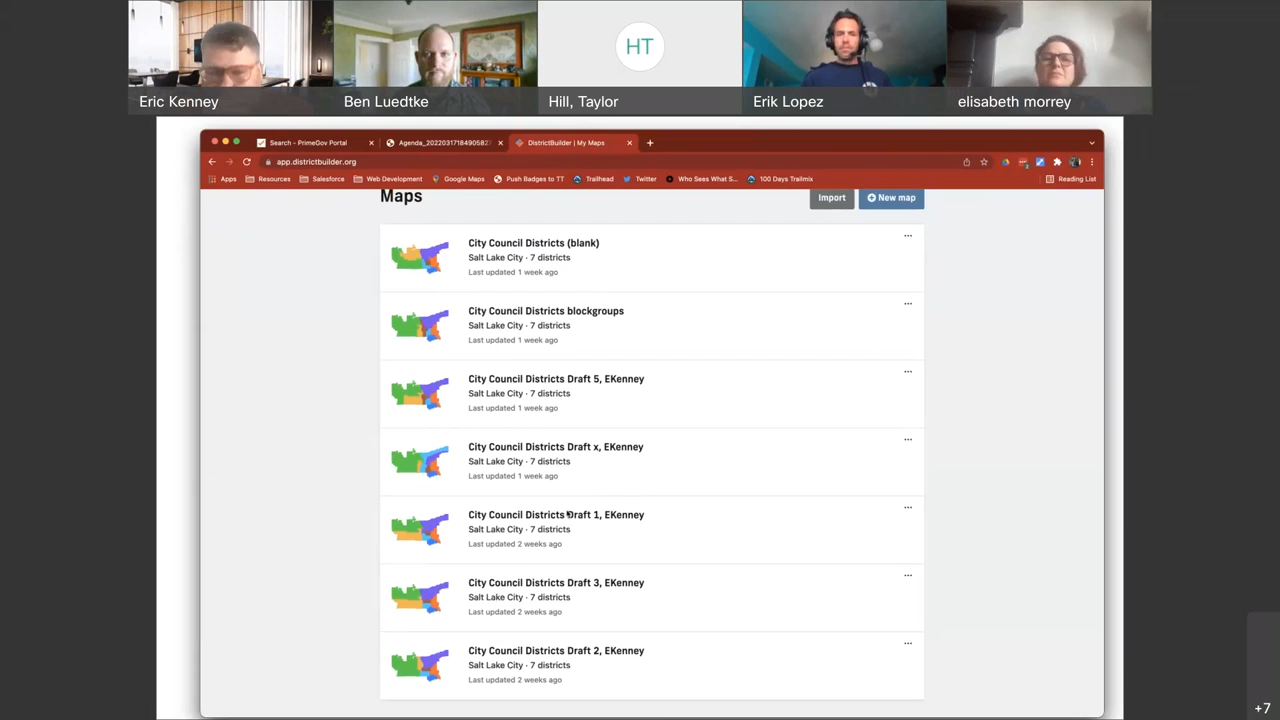 HT
Eric Kenney
Ben Luedtke
Hill, Taylor
Erik Lopez
elisabeth morrey
Search - PrimeGov Portal
Agenda_2022031718490582
DistrictBuilder | My Maps
app.districtbuilder.org
Apps
Resources
Salesforce
Web Development
Google Maps
Push Badges to TT
Trailhead
Twitter
Who Sees What S...
100 Days Trailmix
Reading List
Maps
Import
New map
City Council Districts (blank)
Salt Lake City · 7 districts
Last updated 1 week ago
City Council Districts blockgroups
Salt Lake City · 7 districts
Last updated 1 week ago
City Council Districts Draft 5, EKenney
Salt Lake City · 7 districts
Last updated 1 week ago
City Council Districts Draft x, EKenney
Salt Lake City · 7 districts
Last updated 1 week ago
City Council Districts Draft 1, EKenney
Salt Lake City · 7 districts
Last updated 2 weeks ago
City Council Districts Draft 3, EKenney
Salt Lake City · 7 districts
Last updated 2 weeks ago
City Council Districts Draft 2, EKenney
Salt Lake City · 7 districts
Last updated 2 weeks ago
+7